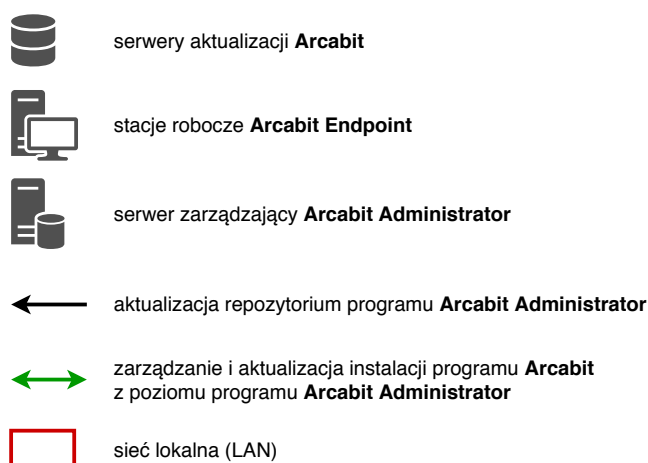 serwery aktualizacji Arcabit
stacje robocze Arcabit Endpoint
serwer zarządzający Arcabit Administrator
aktualizacja repozytorium programu Arcabit Administrator
zarządzanie i aktualizacja instalacji programu Arcabit
z poziomu programu Arcabit Administrator
sieć lokalna (LAN)